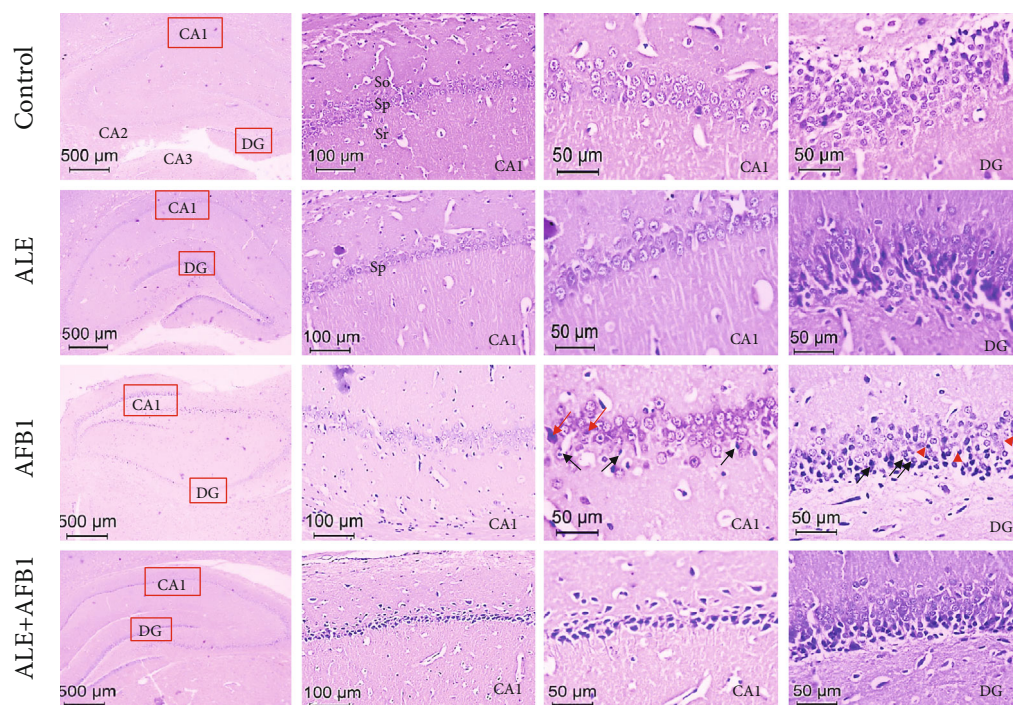 Control
CA1
CA2
CA3
DG
500 μm
So
Sp
Sr
100 μm
CA1
50 μm
CA1
50 μm
DG
ALE
CA1
DG
500 μm
Sp
100 μm
CA1
50 μm
CA1
50 μm
DG
AFB1
CA1
DG
500 μm
100 μm
CA1
50 μm
CA1
50 μm
DG
ALE+AFB1
CA1
DG
500 μm
100 μm
CA1
50 μm
CA1
50 μm
DG